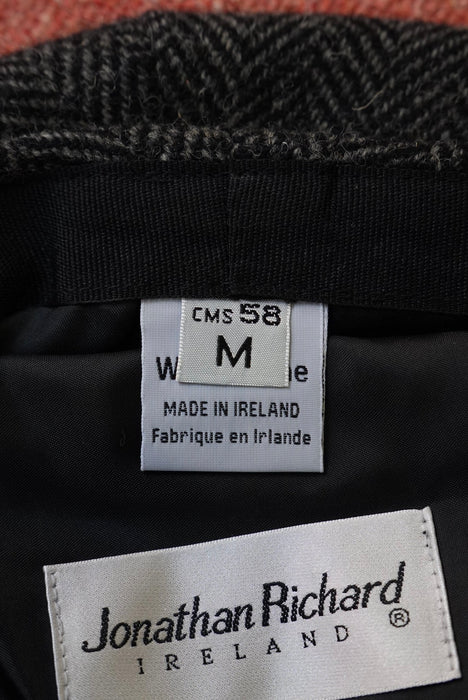 CMS 58
M
MADE IN IRELAND
Fabrique en Irlande
Jonathan Richard
®
IRELAND